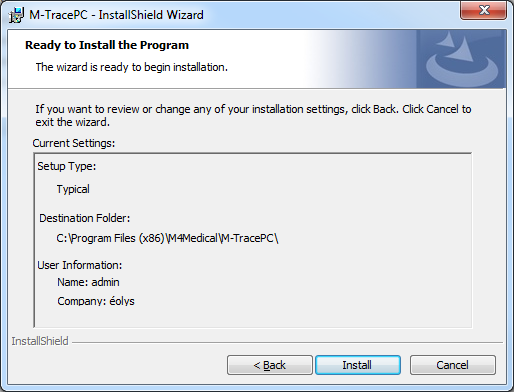 M-TracePC - InstallShield Wizard
Ready to Install the Program
The wizard is ready to begin installation.
If you want to review or change any of your installation settings, click Back. Click Cancel to
exit the wizard.
Current Settings:
Setup Type:
Typical
Destination Folder:
C:\Program Files (x86)\M4Medical\M-TracePC\
User Information:
Name: admin
Company: éolys
InstallShield
< Back
Install
Cancel